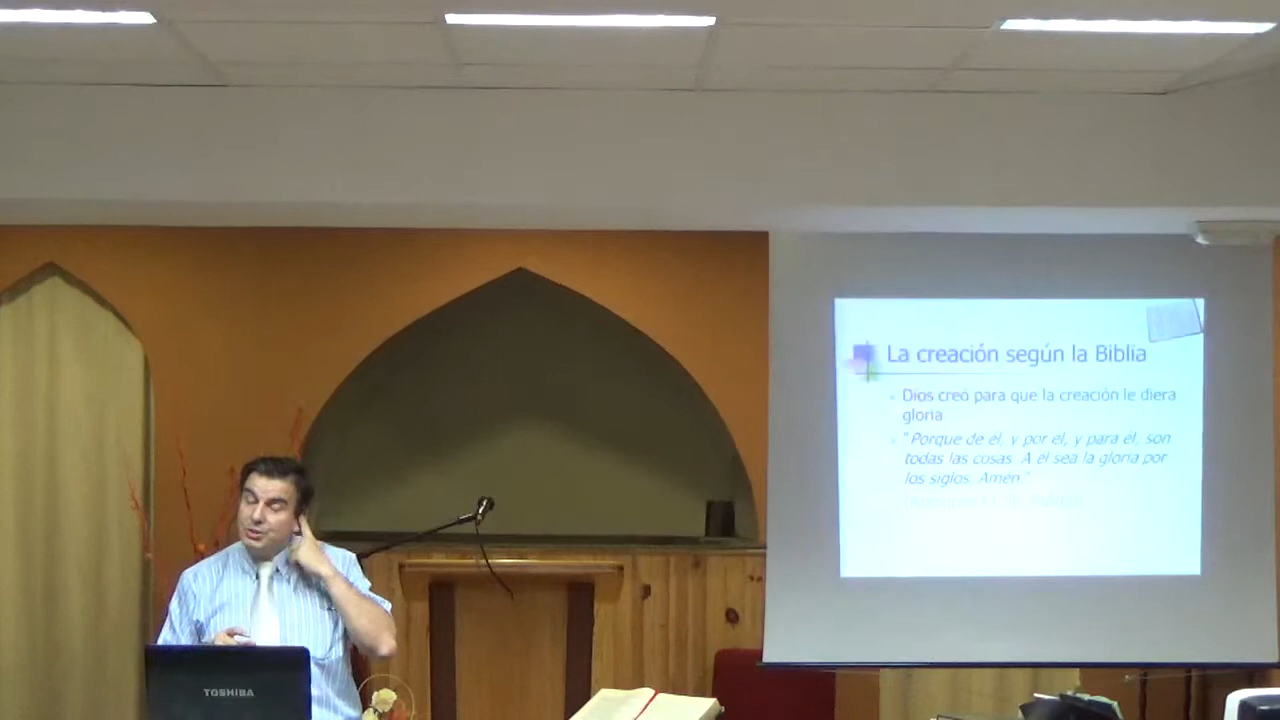 La creación según la Biblia
Dios creó para que la creación le diera
gloria
"Porque de él, y por él, y para él, son
todas las cosas. A él sea la gloria por
los siglos. Amén."
TOSHIBA